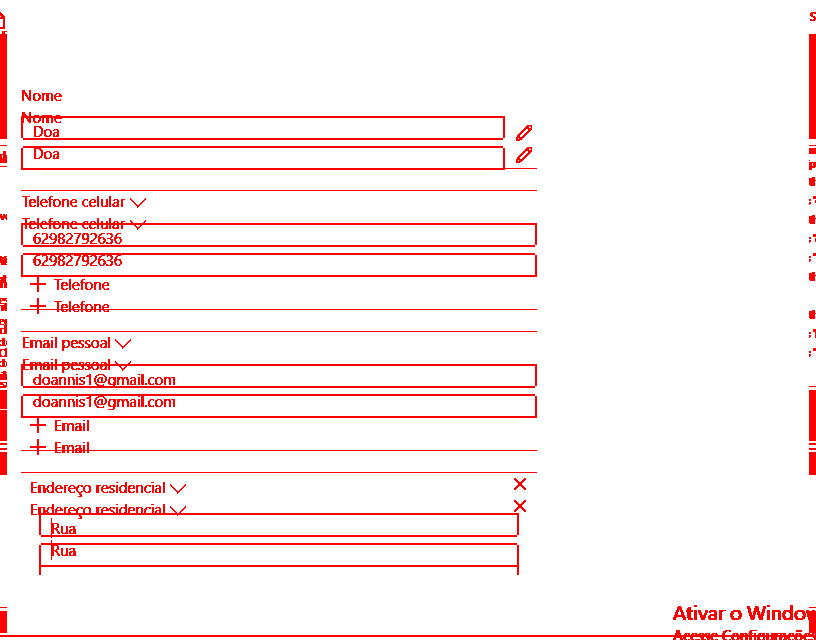 Nome
Nome
Doa
Doa
Telefone celular
Telefone celular
62982792636
62982792636
Telefone
Telefone
Email pessoal
Email pessoal
doannis1@gmail.com
doannis1@gmail.com
Email
Email
Endereço residencial
Endereço residencial
Rua
Rua
Ativar o Window
Acesse Configurações